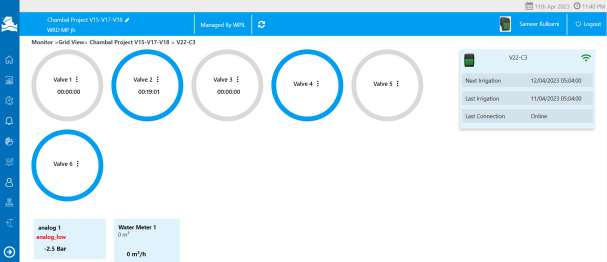 11th Apr 2023 11:40 PM
Chambal Project V15-V17-V18
WRD MP jk
Managed By WPL
Sameer Kulkarni
Logout
Monitor >Grid View> Chambal Project V15-V17-V18 > V22-C3
Valve 1
00:00:00
Valve 2
00:19:01
Valve 3
00:00:00
Valve 4
Valve 5
Valve 6
V22-C3
Next Irrigation 12/04/2023 05:04:00
Last Irrigation 11/04/2023 05:04:00
Last Connection Online
analog 1
analog_low
-2.5 Bar
Water Meter 1
0 m³
0 m³/h